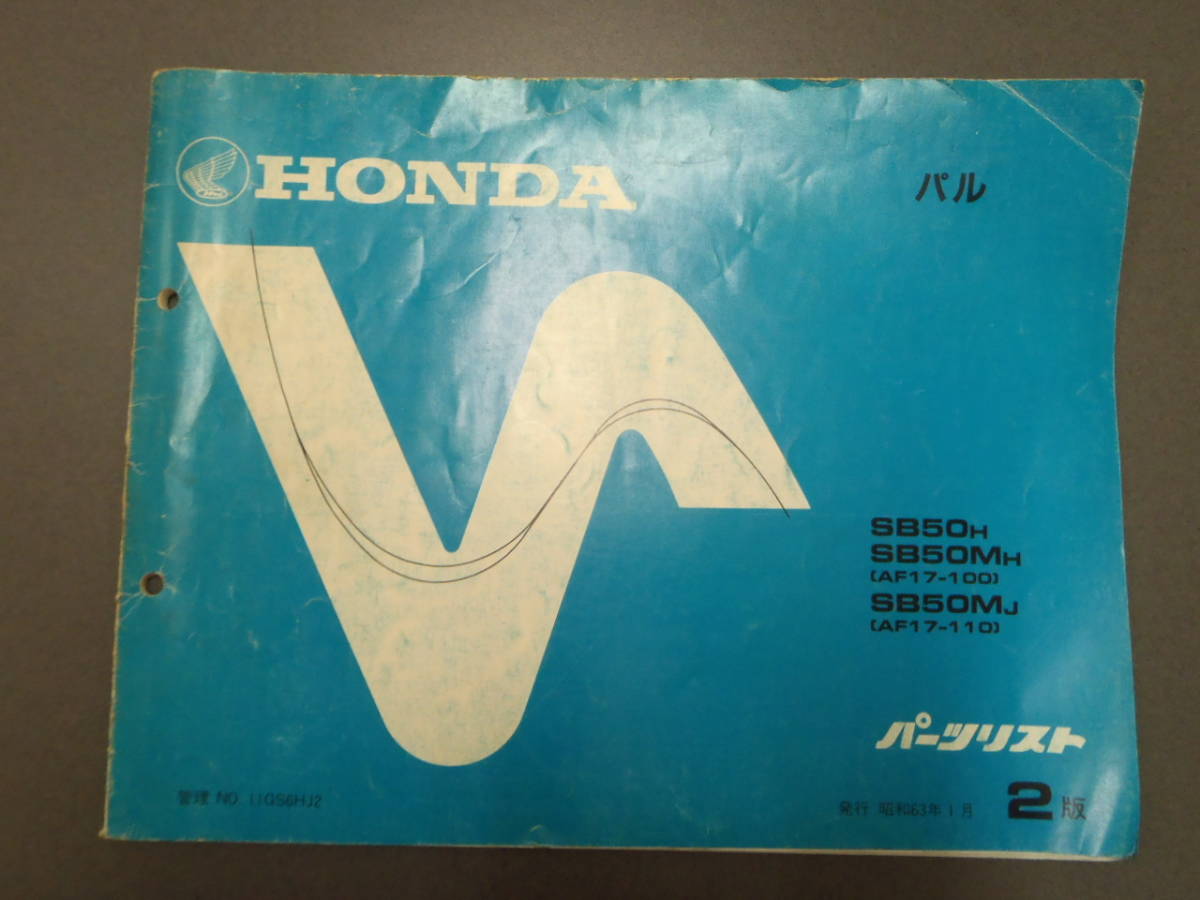 HONDA
パル
SB50H
SB50MH
(AF17-100)
SB50MJ
(AF17-110)
パーツリスト
管理 NO. 11GS6HJ2
発行 昭和63年1月
2版